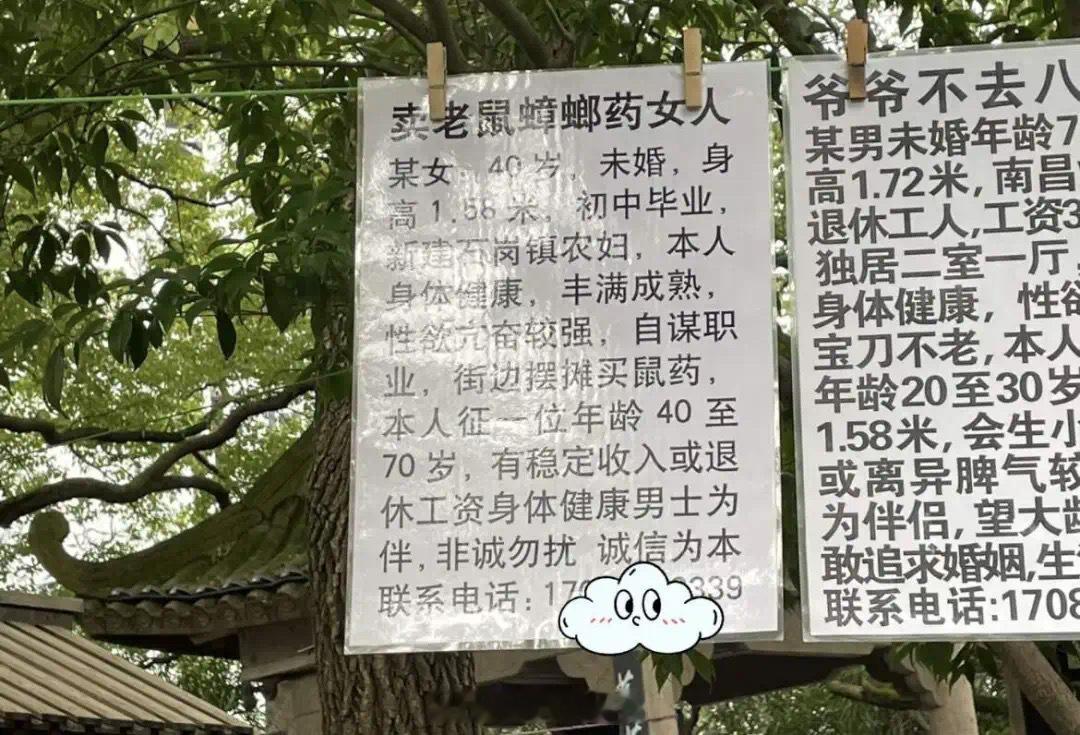 卖老鼠蟑螂药女人
某女，40岁，未婚，身
高1.58米，初中毕业，
新建石岗镇农妇，本人
身体健康，丰满成熟，
性欲亢奋较强，自谋职
业，街边摆摊买鼠药，
本人征一位年龄40至
70岁，有稳定收入或退
休工资身体健康男士为
伴,非诚勿扰 诚信为本
联系电话:17 339
爷爷不去八
某男未婚年龄7
高1.72米,南昌
退休工人,工资3
独居二室一厅,
身体健康，性欲
宝刀不老,本人
年龄20至30岁
1.58米,会生小
或离异脾气较
为伴侣,望大龄
敢追求婚姻,生
联系电话:1708